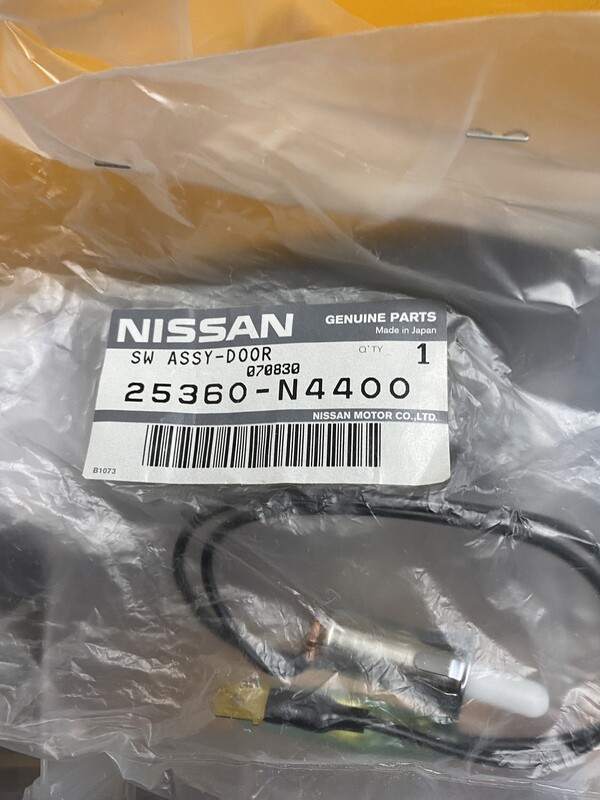 NISSAN
GENUINE PARTS
Made in Japan
SW ASSY-DOOR
Q'TY 1
070830
25360-N4400
NISSAN MOTOR CO.,LTD.
B1073